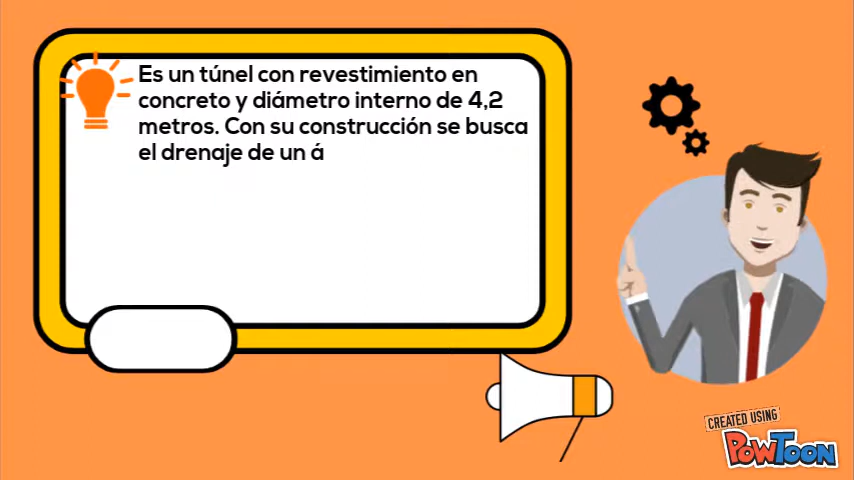 Es un túnel con revestimiento en
concreto y diámetro interno de 4,2
metros. Con su construcción se busca
el drenaje de un á
CREATED USING
POWTOON